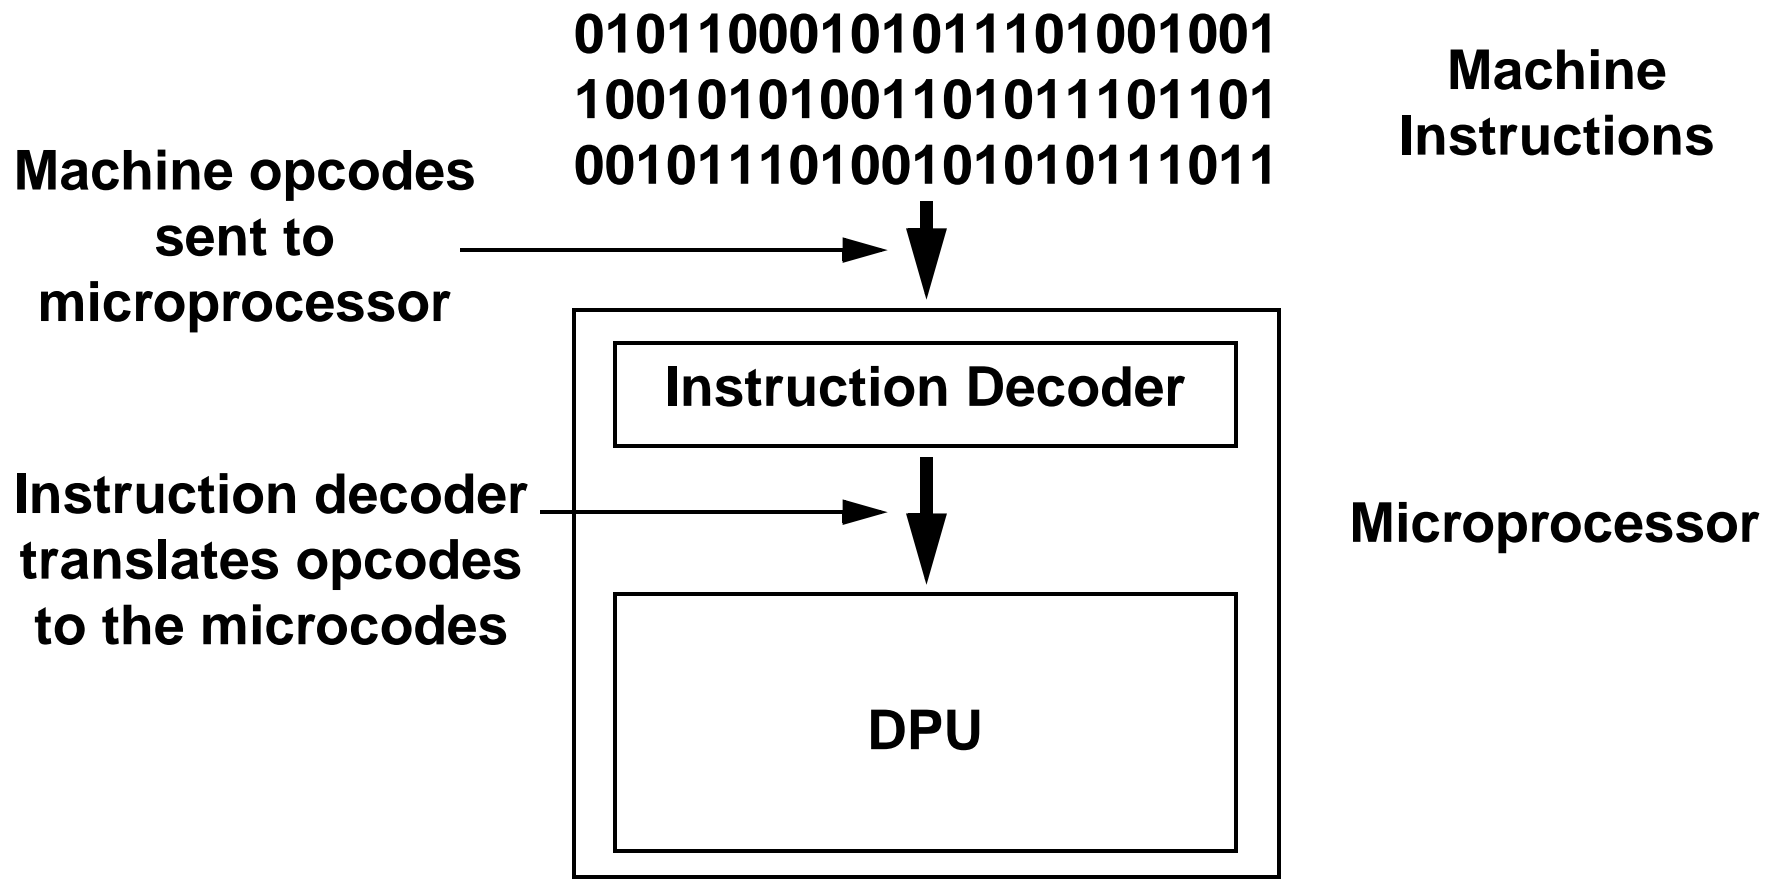 01011000101011101001001
10010101001101011101101
00101110100101010111011
Machine
Instructions
Machine opcodes
sent to
microprocessor
Instruction Decoder
Instruction decoder
translates opcodes
to the microcodes
Microprocessor
DPU